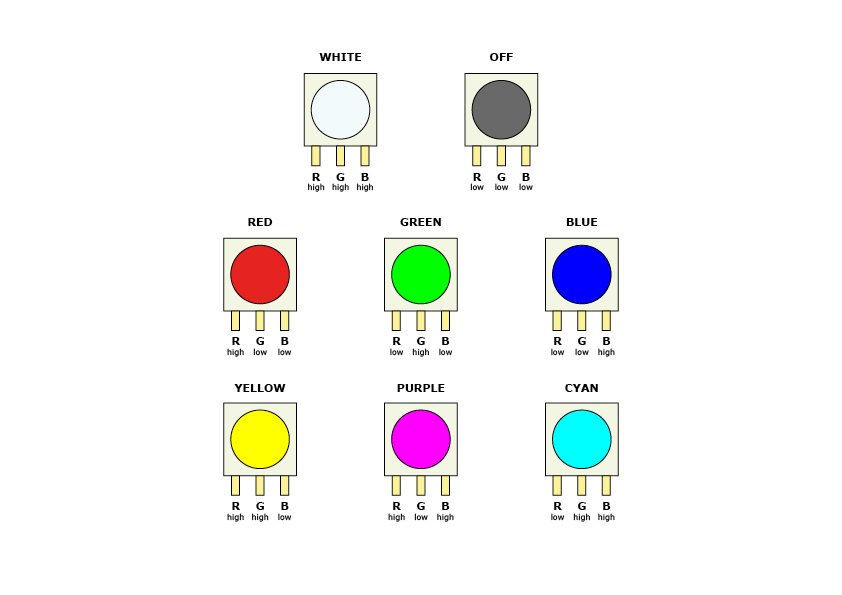 WHITE OFF
R G B R G B
high high high low low low
RED GREEN BLUE
R G B R G B R G B
high low low low high low low low high
YELLOW PURPLE CYAN
R G B R G B R G B
high high low high low high low high high